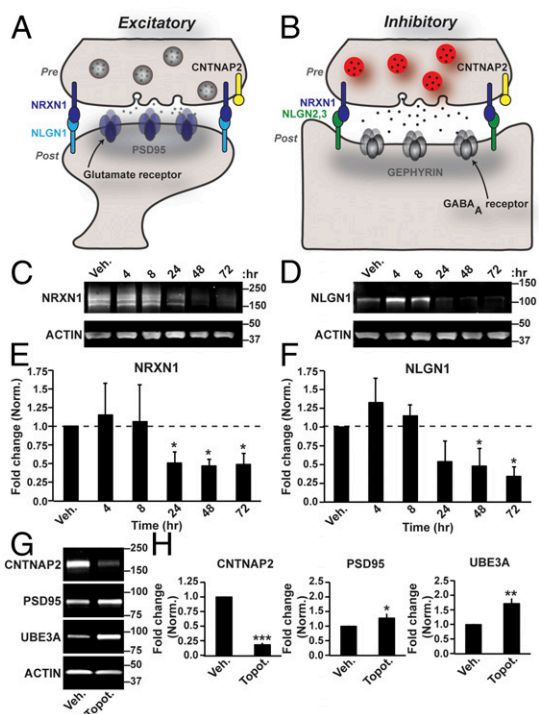 A
Excitatory
Pre
CNTNAP2
NRXN1
NLGN1
PSD95
Post
Glutamate receptor
B
Inhibitory
Pre
CNTNAP2
NRXN1
NLGN2,3
Post
GEPHYRIN
GABA A receptor
C
Veh. 4 8 24 48 72 :hr
NRXN1
250
150
ACTIN
50
37
D
Veh. 4 8 24 48 72 :hr
NLGN1
150
100
ACTIN
50
37
E
NRXN1
Fold change (Norm.)
1.75
1.5
1.25
1
0.75
0.5
0.25
0.0
* * *
Veh. 4 8 24 48 72
Time (hr)
F
NLGN1
Fold change (Norm.)
1.75
1.5
1.25
1
0.75
0.5
0.25
0.0
* *
Veh. 4 8 24 48 72
Time (hr)
G
CNTNAP2
250
150
PSD95
100
75
UBE3A
100
75
ACTIN
50
37
Veh. Topot.
H
CNTNAP2
Fold change
(Norm.)
1.25
1
0.75
0.50
0.25
0.0
***
Veh. Topot.
PSD95
Fold change
(Norm.)
2.5
2.0
1.5
1.0
0.5
0.0
*
Veh. Topot.
UBE3A
Fold change
(Norm.)
2.0
1.5
1.0
0.5
0.0
**
Veh. Topot.